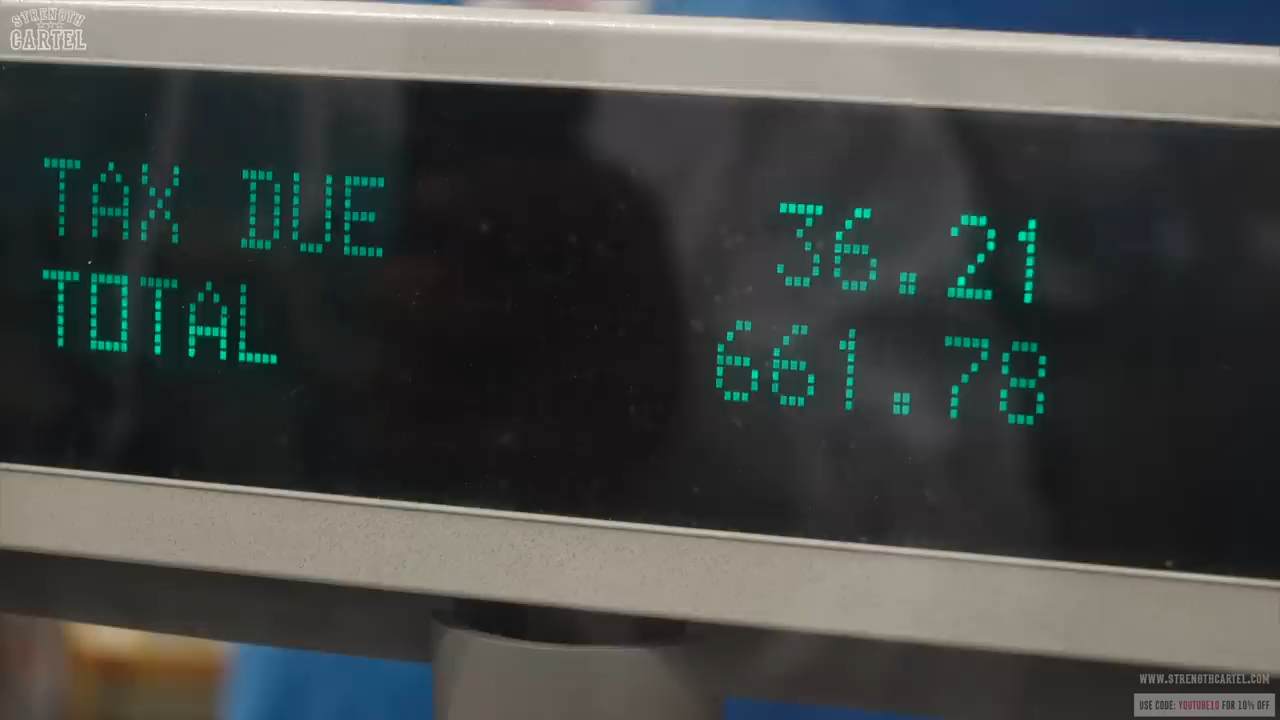 STRENGTH
CARTEL
TAX DUE 36.21
TOTAL 661.78
WWW.STRENGTHCARTEL.COM
USE CODE: YOUTUBE10 FOR 10% OFF